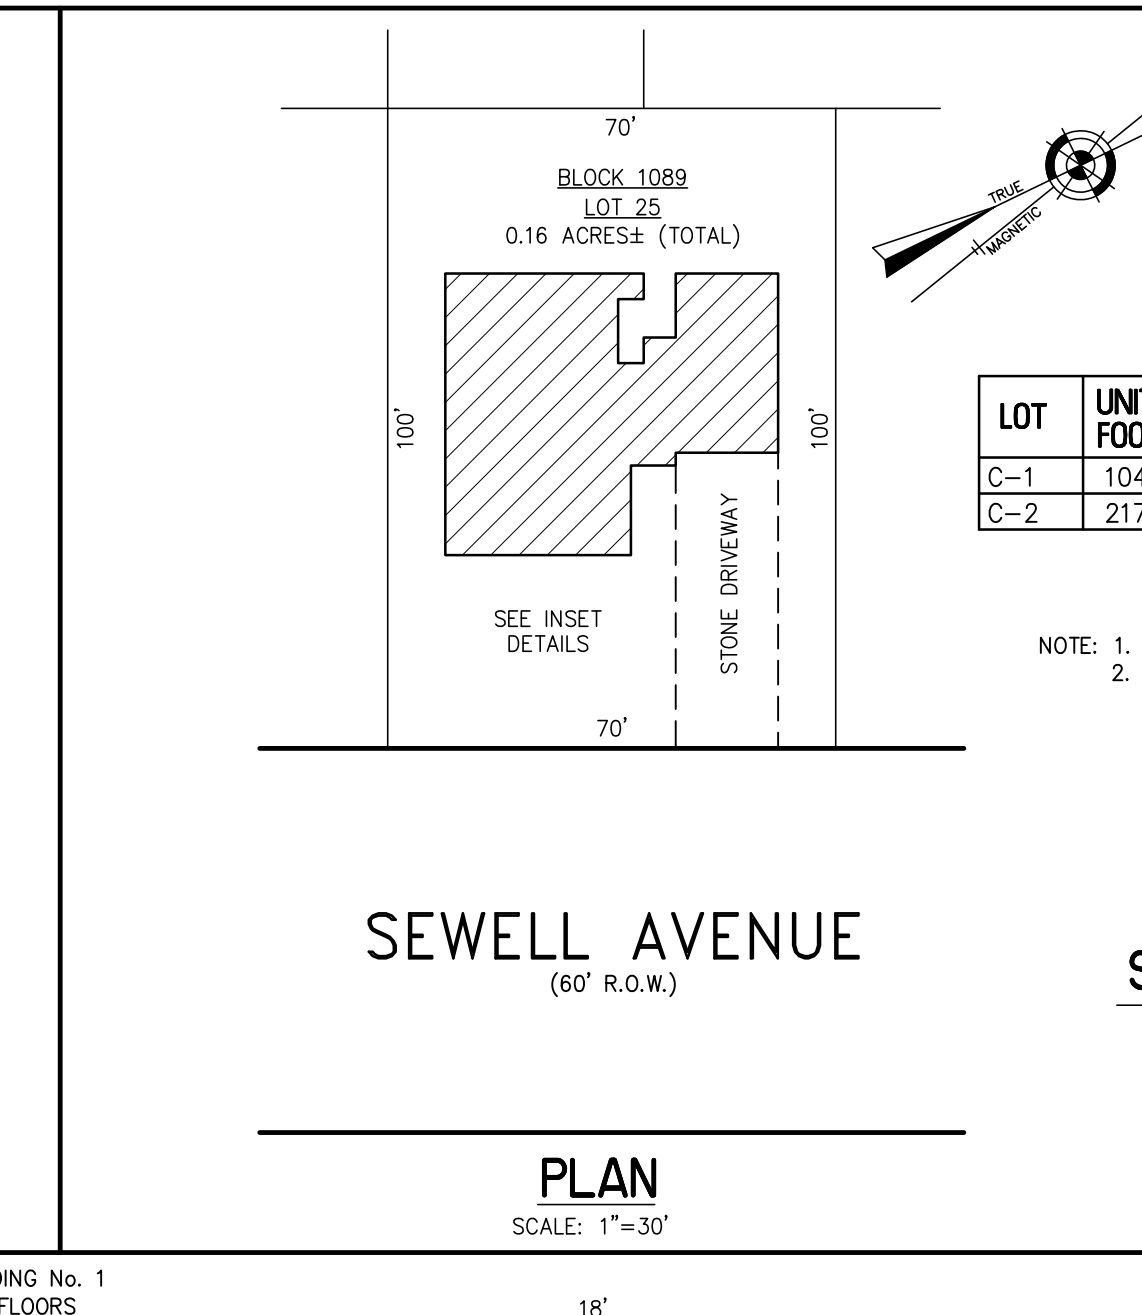 70'
BLOCK 1089
LOT 25
0.16 ACRES± (TOTAL)
TRUE
MAGNETIC
100'
100'
LOT
C-1
C-2
STONE DRIVEWAY
SEE INSET
DETAILS
NOTE: 1.
2.
70'
SEWELL AVENUE
(60' R.O.W.)
PLAN
SCALE: 1"=30'
No. 1
FLOORS
18'